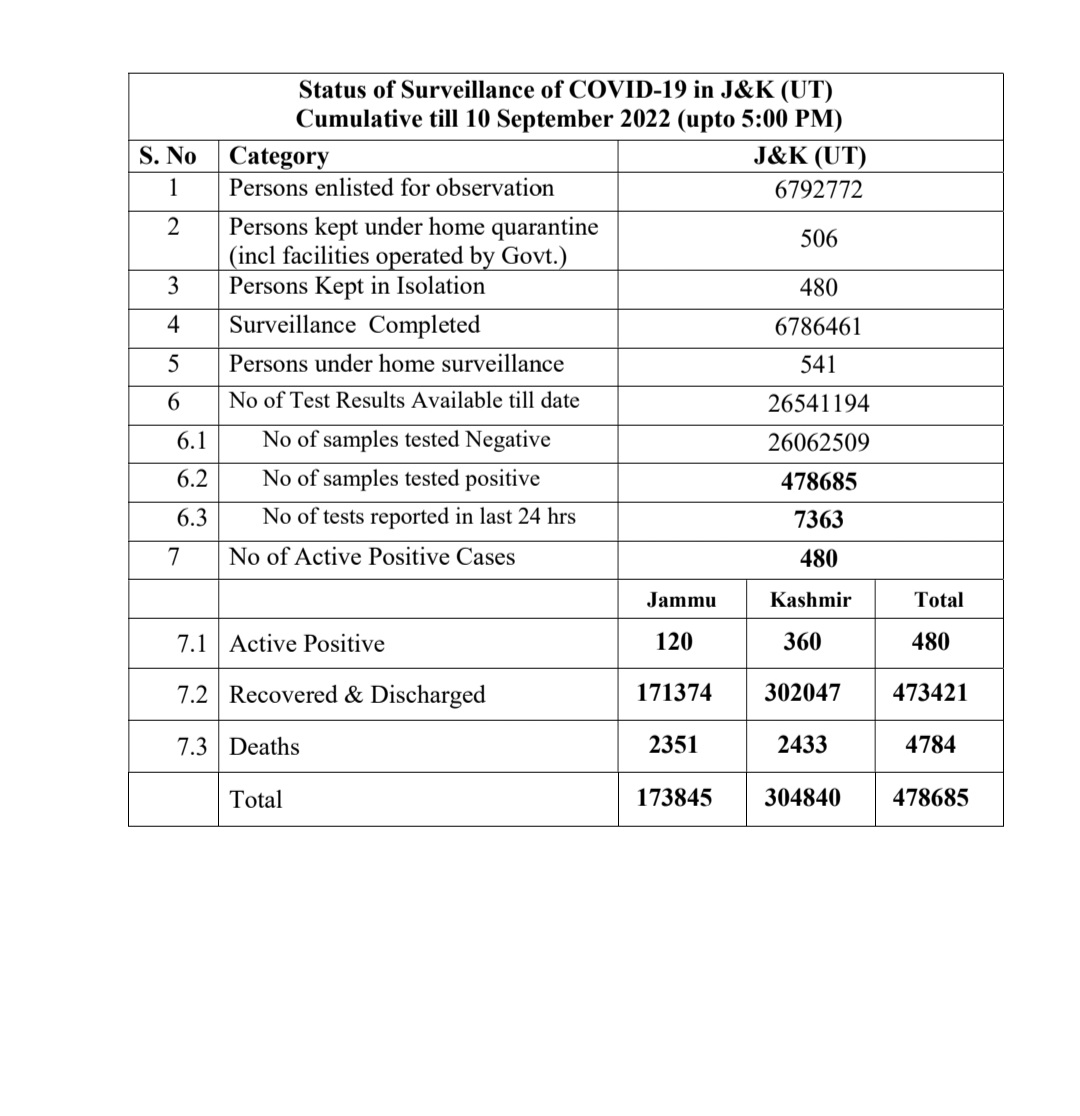 Status of Surveillance of COVID-19 in J&K (UT)
Cumulative till 10 September 2022 (upto 5:00 PM)
S. No Category J&K (UT)
1 Persons enlisted for observation 6792772
2 Persons kept under home quarantine
(incl facilities operated by Govt.) 506
3 Persons Kept in Isolation 480
4 Surveillance Completed 6786461
5 Persons under home surveillance 541
6 No of Test Results Available till date 26541194
6.1 No of samples tested Negative 26062509
6.2 No of samples tested positive 478685
6.3 No of tests reported in last 24 hrs 7363
7 No of Active Positive Cases 480
Jammu Kashmir Total
7.1 Active Positive 120 360 480
7.2 Recovered & Discharged 171374 302047 473421
7.3 Deaths 2351 2433 4784
Total 173845 304840 478685